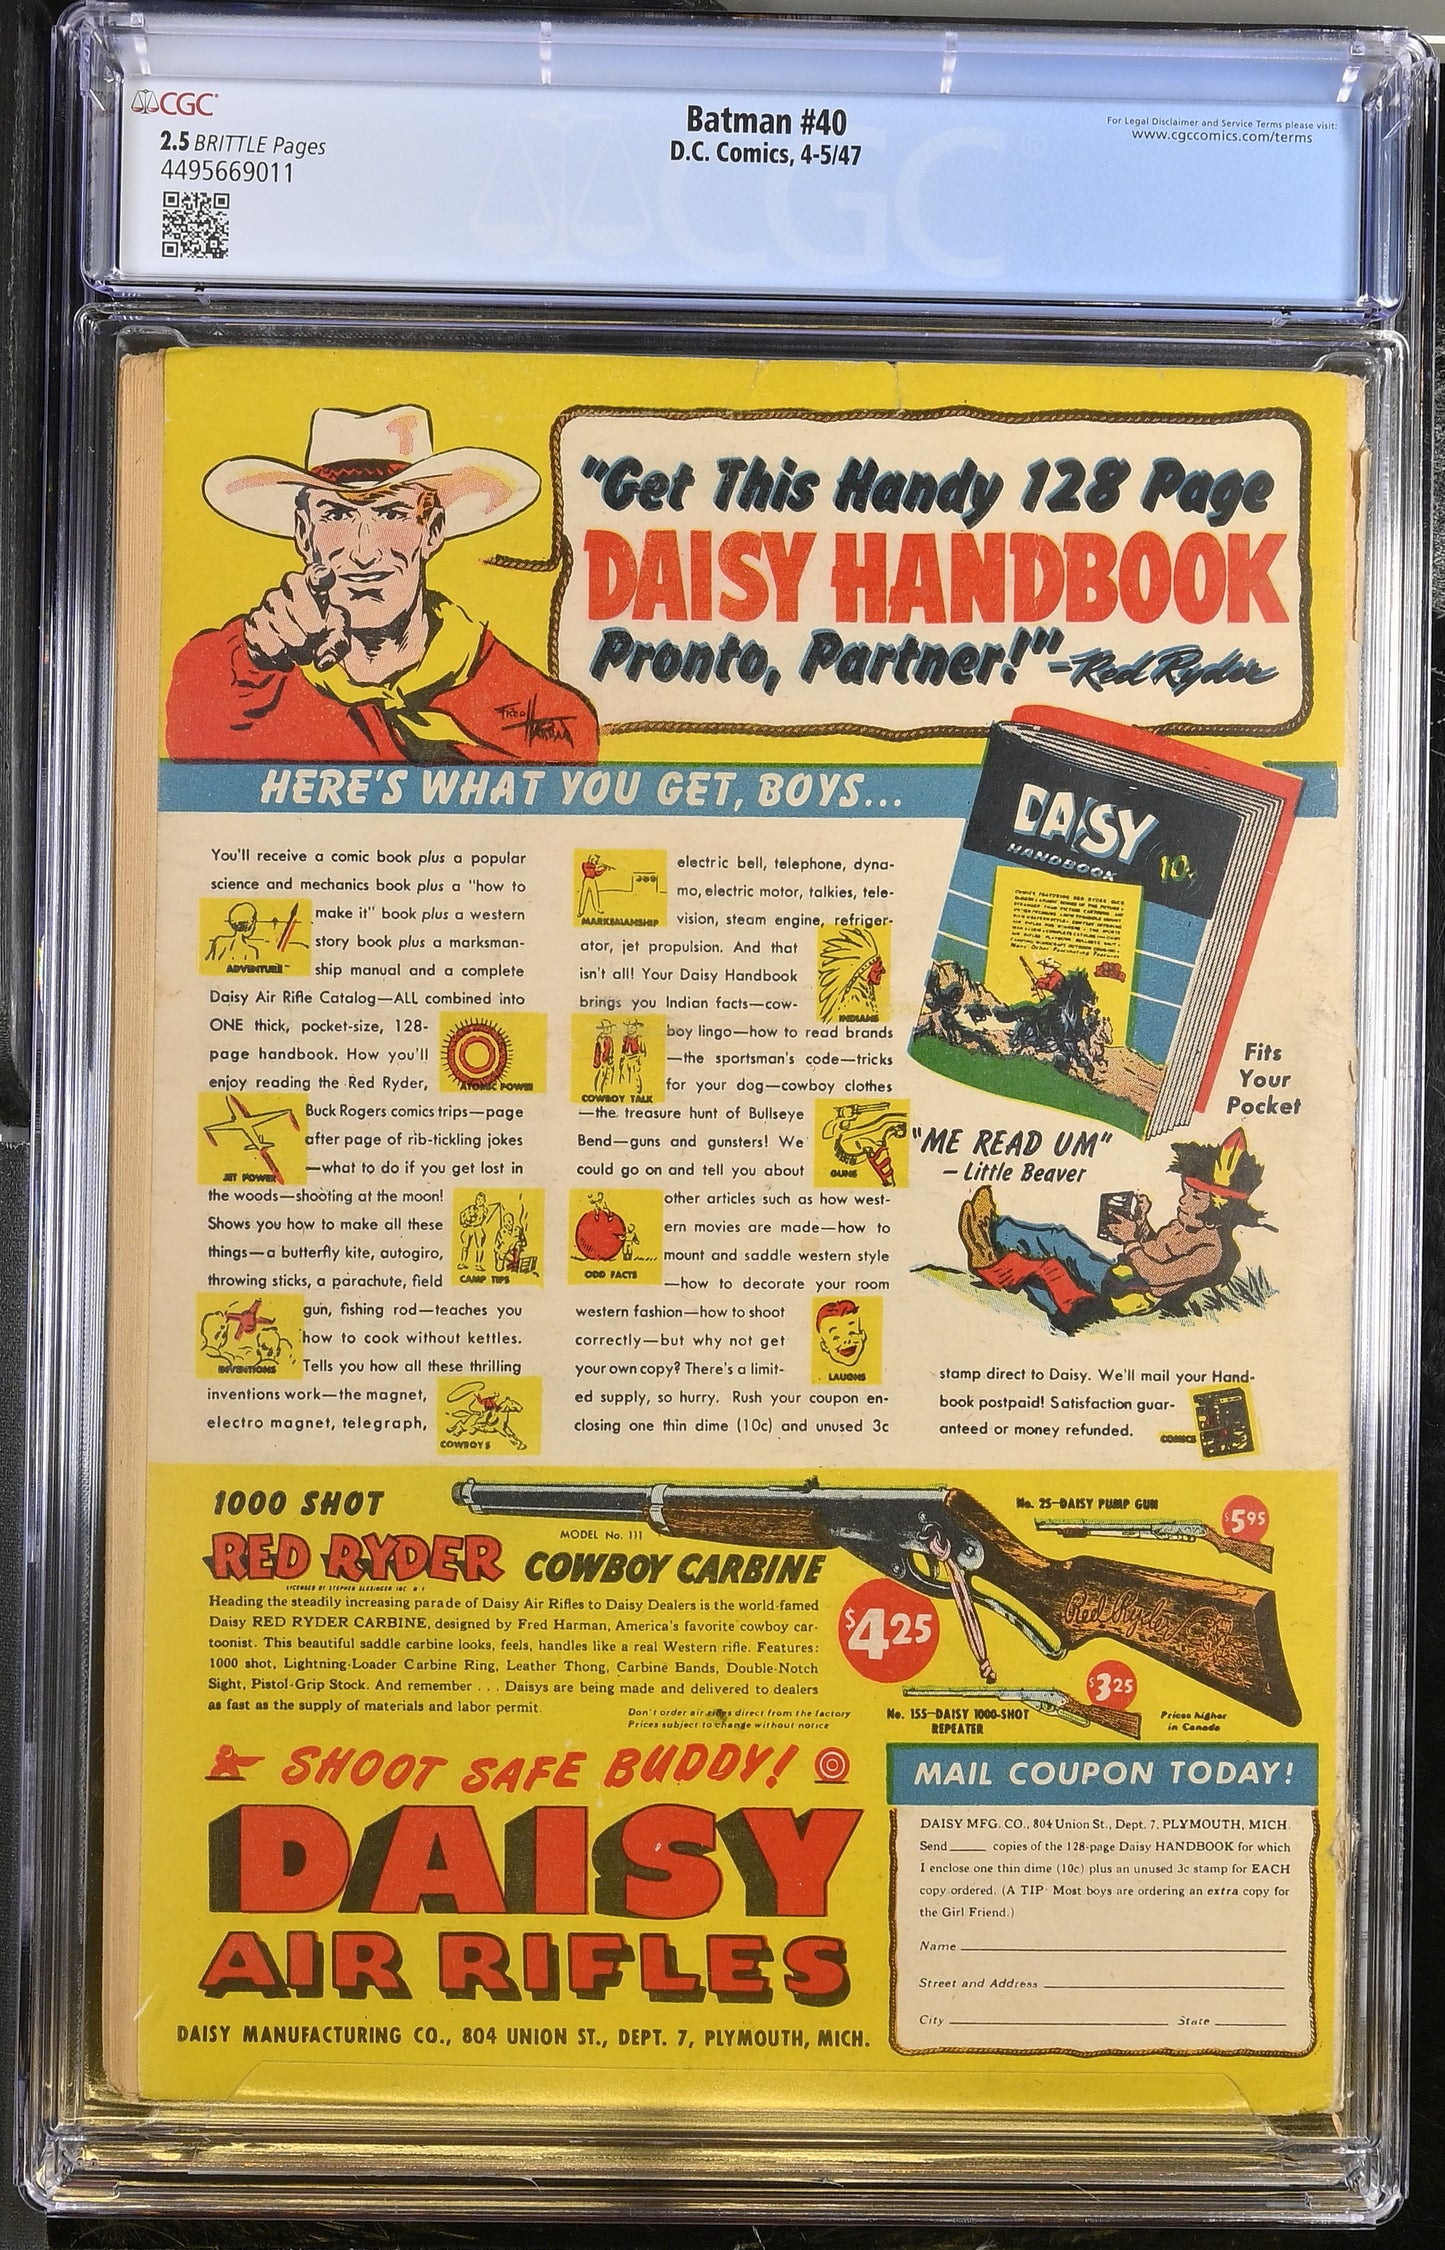 CGC
2.5 BRITTLE Pages
4495669011
Batman #40
D.C. Comics, 4-5/47
For Legal Disclaimer and Service Terms please visit:
www.cgccomics.com/terms
"Get This Handy 128 Page
DAISY HANDBOOK
Pronto, Partner!" - Red Ryder
FRED HARMAN
HERE'S WHAT YOU GET, BOYS...
You'll receive a comic book plus a popular
science and mechanics book plus a "how to
make it" book plus a western
story book plus a marksman-
ship manual and a complete
ADVENTURE
Daisy Air Rifle Catalog—ALL combined into
ONE thick, pocket-size, 128-
page handbook. How you'll
enjoy reading the Red Ryder,
ATOMIC POWER
Buck Rogers comics trips—page
after page of rib-tickling jokes
—what to do if you get lost in
JET POWER
the woods—shooting at the moon!
Shows you how to make all these
things—a butterfly kite, autogiro,
throwing sticks, a parachute, field
CAMP TIPS
gun, fishing rod—teaches you
how to cook without kettles.
Tells you how all these thrilling
INVENTIONS
inventions work—the magnet,
electro magnet, telegraph,
COWBOYS
electric bell, telephone, dyna-
mo, electric motor, talkies, tele-
vision, steam engine, refriger-
MARKSMANSHIP
ator, jet propulsion. And that
isn't all! Your Daisy Handbook
brings you Indian facts—cow-
INDIANS
boy lingo—how to read brands
—the sportsman's code—tricks
for your dog—cowboy clothes
COWBOY TALK
—the treasure hunt of Bullseye
Bend—guns and gunsters! We
could go on and tell you about
GUNS
other articles such as how west-
ern movies are made—how to
mount and saddle western style
—how to decorate your room
ODD FACTS
western fashion—how to shoot
correctly—but why not get
your own copy? There's a limit-
LAUGHS
ed supply, so hurry. Rush your coupon en-
closing one thin dime (10c) and unused 3c
DAISY
HANDBOOK
10¢
Fits
Your
Pocket
"ME READ UM"
– Little Beaver
stamp direct to Daisy. We'll mail your Hand-
book postpaid! Satisfaction guar-
anteed or money refunded.
COMICS
1000 SHOT
MODEL No. 111
RED RYDER COWBOY CARBINE
LICENSED BY STEPHEN SLESINGER INC N Y
Heading the steadily increasing parade of Daisy Air Rifles to Daisy Dealers is the world-famed
Daisy RED RYDER CARBINE, designed by Fred Harman, America's favorite cowboy car-
toonist. This beautiful saddle carbine looks, feels, handles like a real Western rifle. Features:
1000 shot, Lightning-Loader Carbine Ring, Leather Thong, Carbine Bands, Double-Notch
Sight, Pistol-Grip Stock. And remember . . . Daisys are being made and delivered to dealers
as fast as the supply of materials and labor permit.
Don't order air rifles direct from the factory
Prices subject to change without notice
No. 25—DAISY PUMP GUN
$5.95
Red Ryder
$4.25
$3.25
No. 155—DAISY 1000-SHOT
REPEATER
Prices higher
in Canada
SHOOT SAFE BUDDY!
DAISY
AIR RIFLES
DAISY MANUFACTURING CO., 804 UNION ST., DEPT. 7, PLYMOUTH, MICH.
MAIL COUPON TODAY!
DAISY MFG. CO., 804 Union St., Dept. 7, PLYMOUTH, MICH.
Send ____ copies of the 128-page Daisy HANDBOOK for which
I enclose one thin dime (10c) plus an unused 3c stamp for EACH
copy ordered. (A TIP: Most boys are ordering an extra copy for
the Girl Friend.)
Name
Street and Address
City State